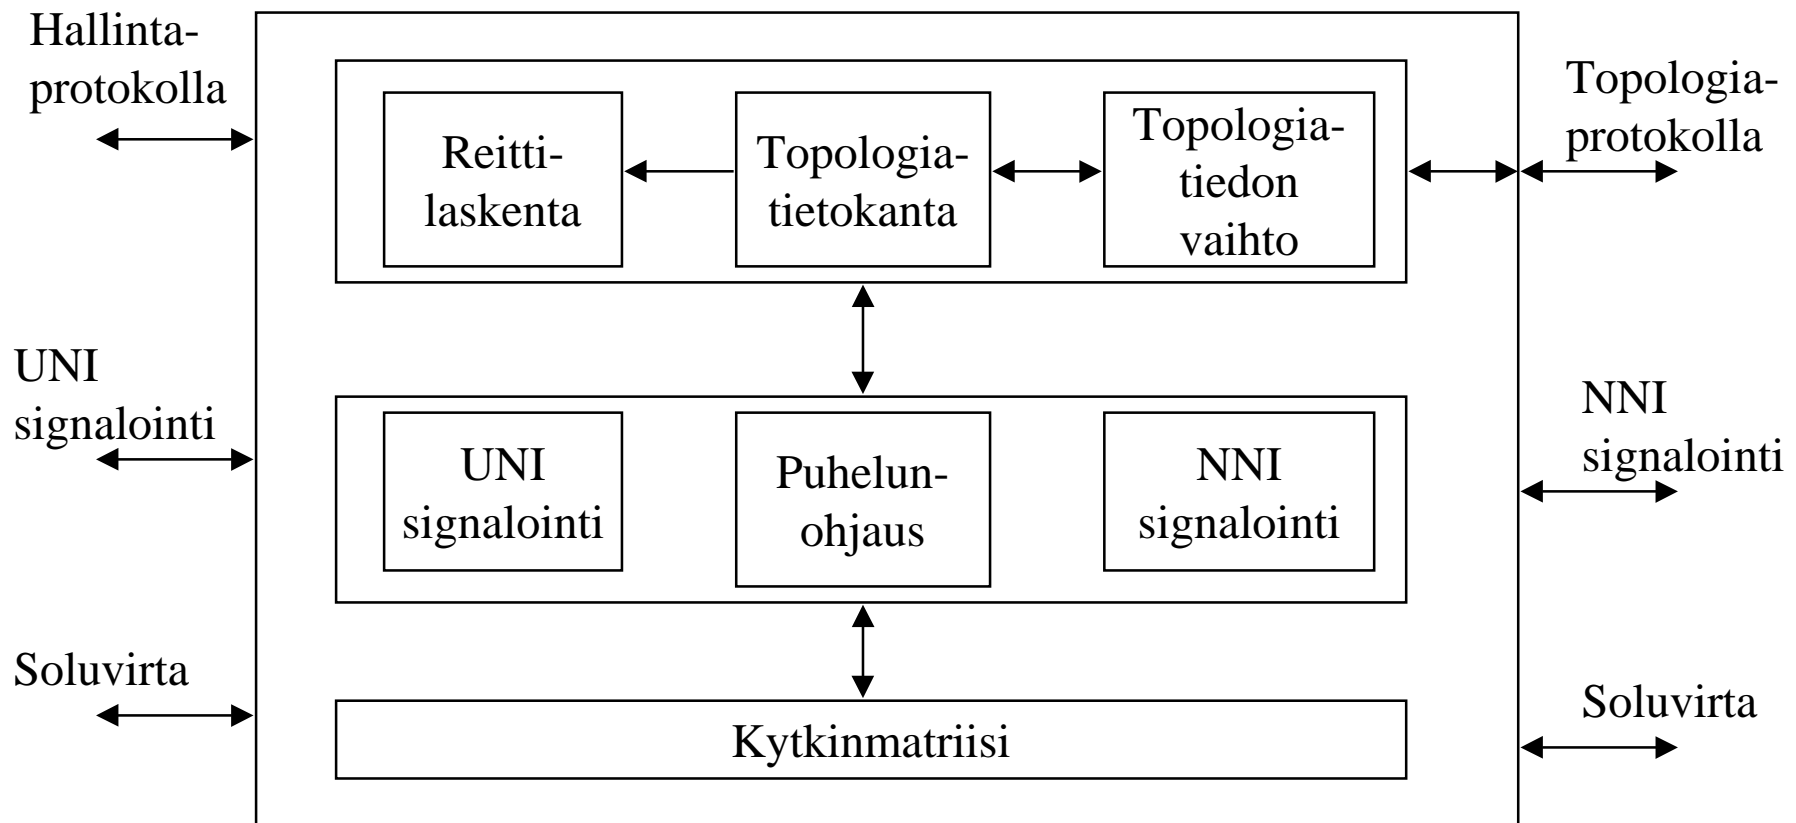 Hallinta-
protokolla
Reitti-
laskenta
Topologia-
tietokanta
Topologia-
tiedon
vaihto
Topologia-
protokolla
UNI
signalointi
UNI
signalointi
Puhelun-
ohjaus
NNI
signalointi
NNI
signalointi
Soluvirta
Kytkinmatriisi
Soluvirta